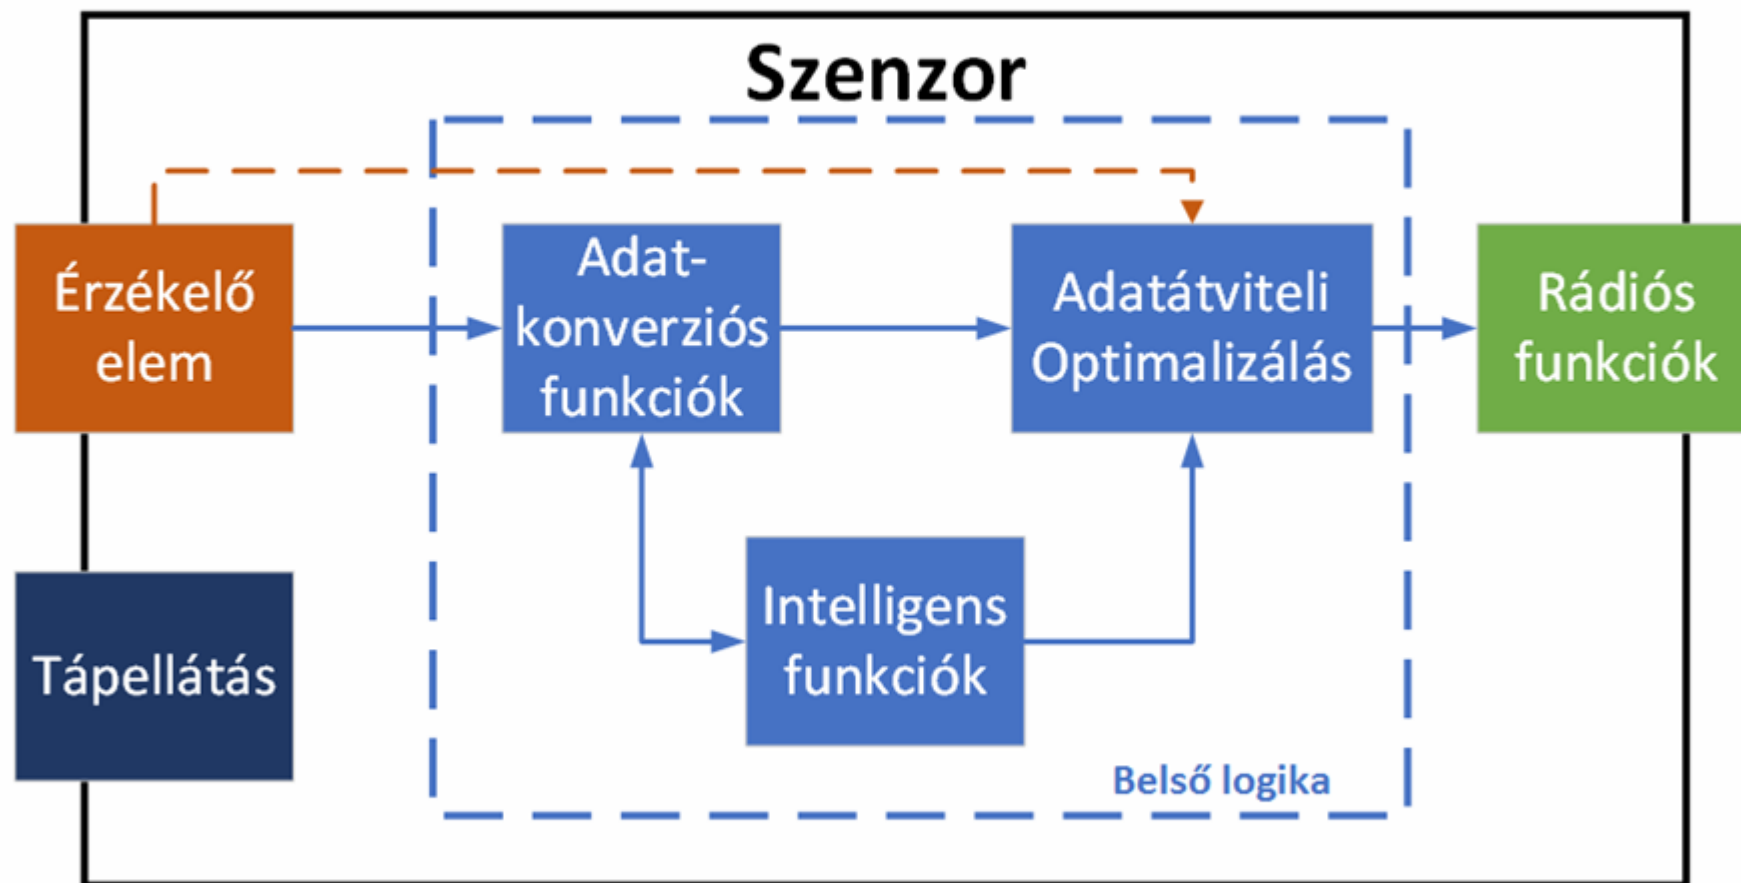 Szenzor
Érzékelő
elem
Adat-
konverziós
funkciók
Adatátviteli
Optimalizálás
Rádiós
funkciók
Tápellátás
Intelligens
funkciók
Belső logika